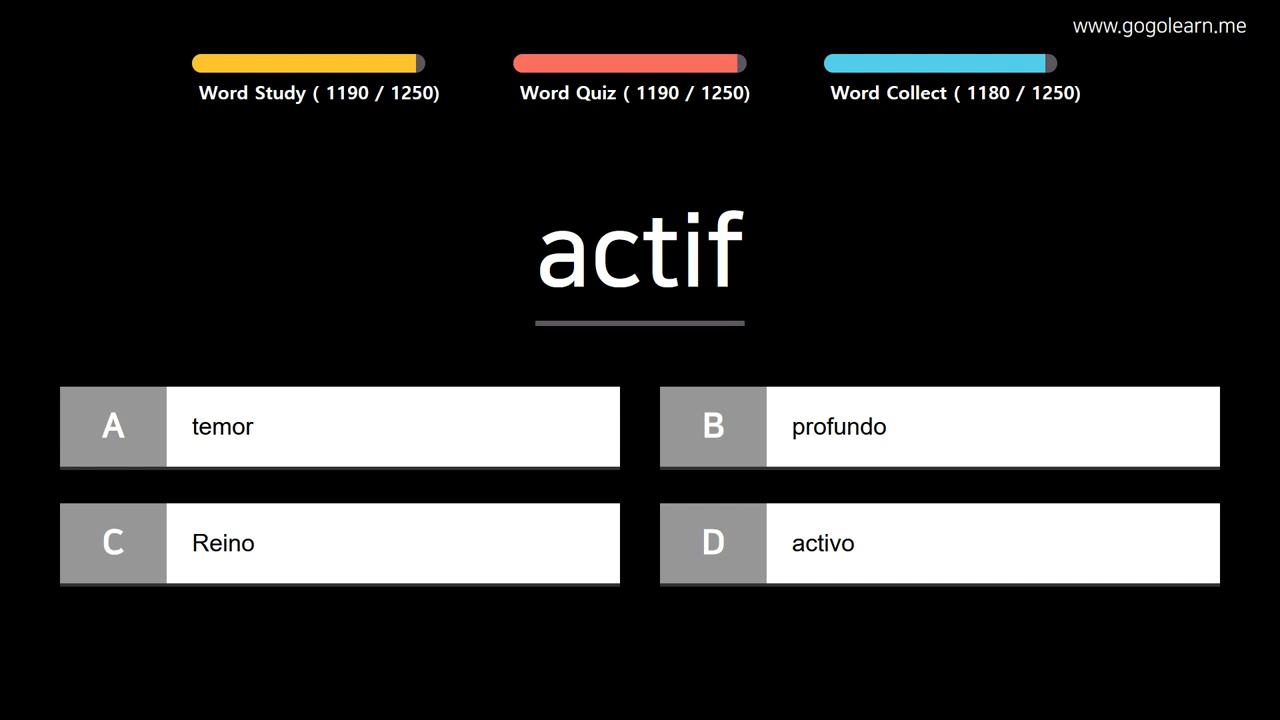 www.gogolearn.me
Word Study ( 1190 / 1250)
Word Quiz ( 1190 / 1250)
Word Collect ( 1180 / 1250)
actif
A temor
B profundo
C Reino
D activo